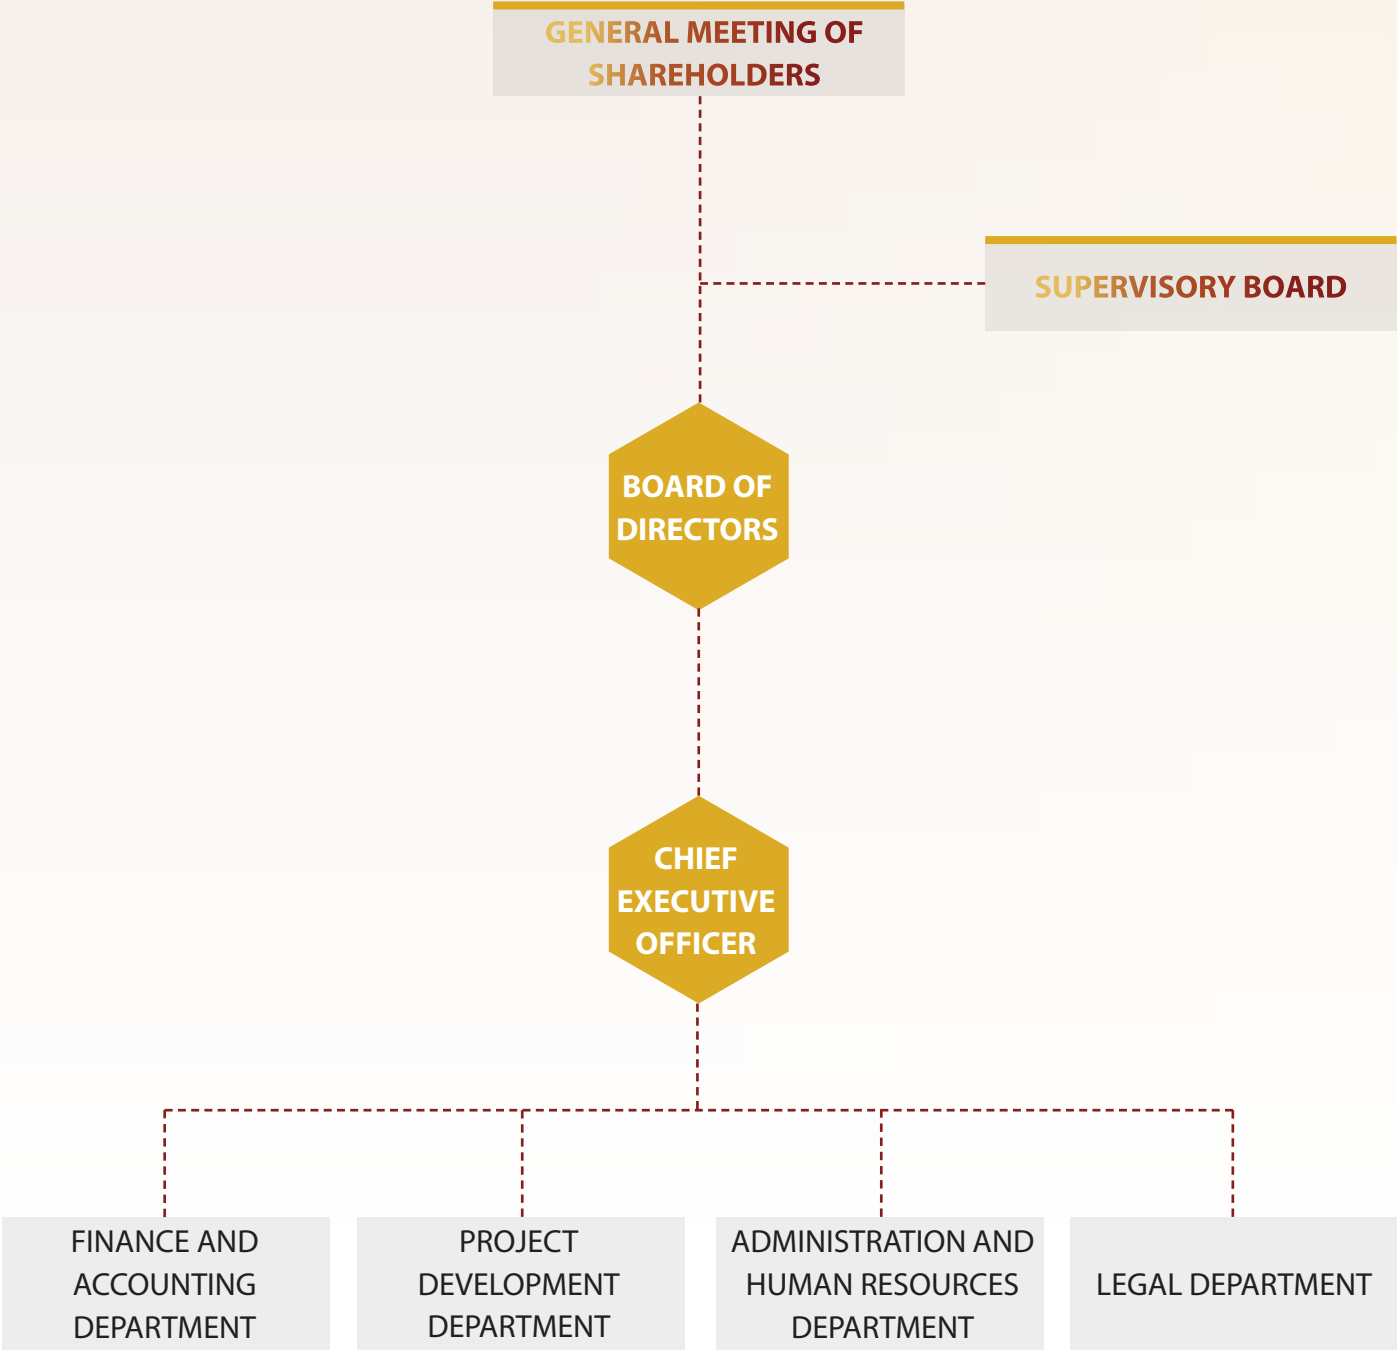 GENERAL MEETING OF
SHAREHOLDERS
SUPERVISORY BOARD
BOARD OF
DIRECTORS
CHIEF
EXECUTIVE
OFFICER
FINANCE AND
ACCOUNTING
DEPARTMENT
PROJECT
DEVELOPMENT
DEPARTMENT
ADMINISTRATION AND
HUMAN RESOURCES
DEPARTMENT
LEGAL DEPARTMENT